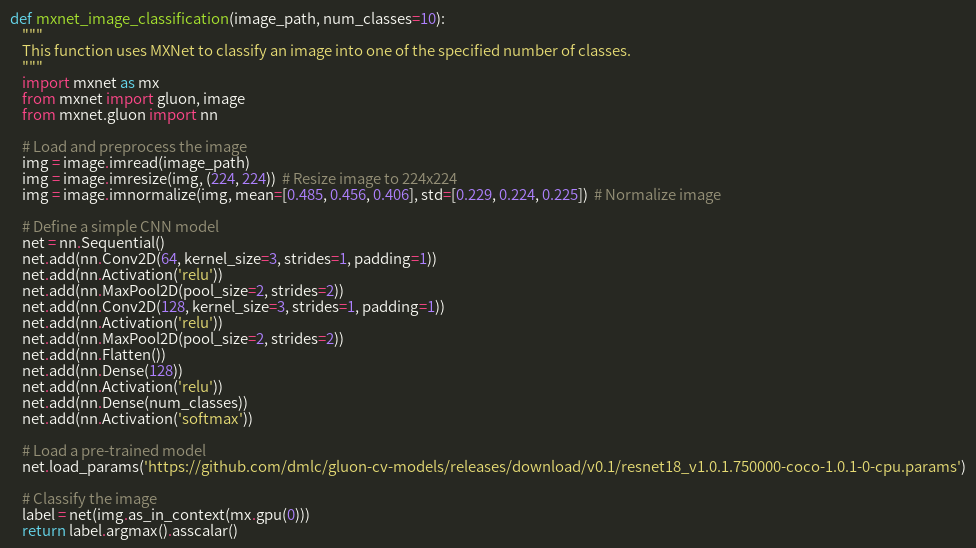 def mxnet_image_classification(image_path, num_classes=10):
    """
    This function uses MXNet to classify an image into one of the specified number of classes.
    """
    import mxnet as mx
    from mxnet import gluon, image
    from mxnet.gluon import nn

    # Load and preprocess the image
    img = image.imread(image_path)
    img = image.imresize(img, (224, 224))  # Resize image to 224x224
    img = image.imnormalize(img, mean=[0.485, 0.456, 0.406], std=[0.229, 0.224, 0.225])  # Normalize image

    # Define a simple CNN model
    net = nn.Sequential()
    net.add(nn.Conv2D(64, kernel_size=3, strides=1, padding=1))
    net.add(nn.Activation('relu'))
    net.add(nn.MaxPool2D(pool_size=2, strides=2))
    net.add(nn.Conv2D(128, kernel_size=3, strides=1, padding=1))
    net.add(nn.Activation('relu'))
    net.add(nn.MaxPool2D(pool_size=2, strides=2))
    net.add(nn.Flatten())
    net.add(nn.Dense(128))
    net.add(nn.Activation('relu'))
    net.add(nn.Dense(num_classes))
    net.add(nn.Activation('softmax'))

    # Load a pre-trained model
    net.load_params('https://github.com/dmlc/gluon-cv-models/releases/download/v0.1/resnet18_v1.0.1.750000-coco-1.0.1-0-cpu.params')

    # Classify the image
    label = net(img.as_in_context(mx.gpu(0)))
    return label.argmax().asscalar()